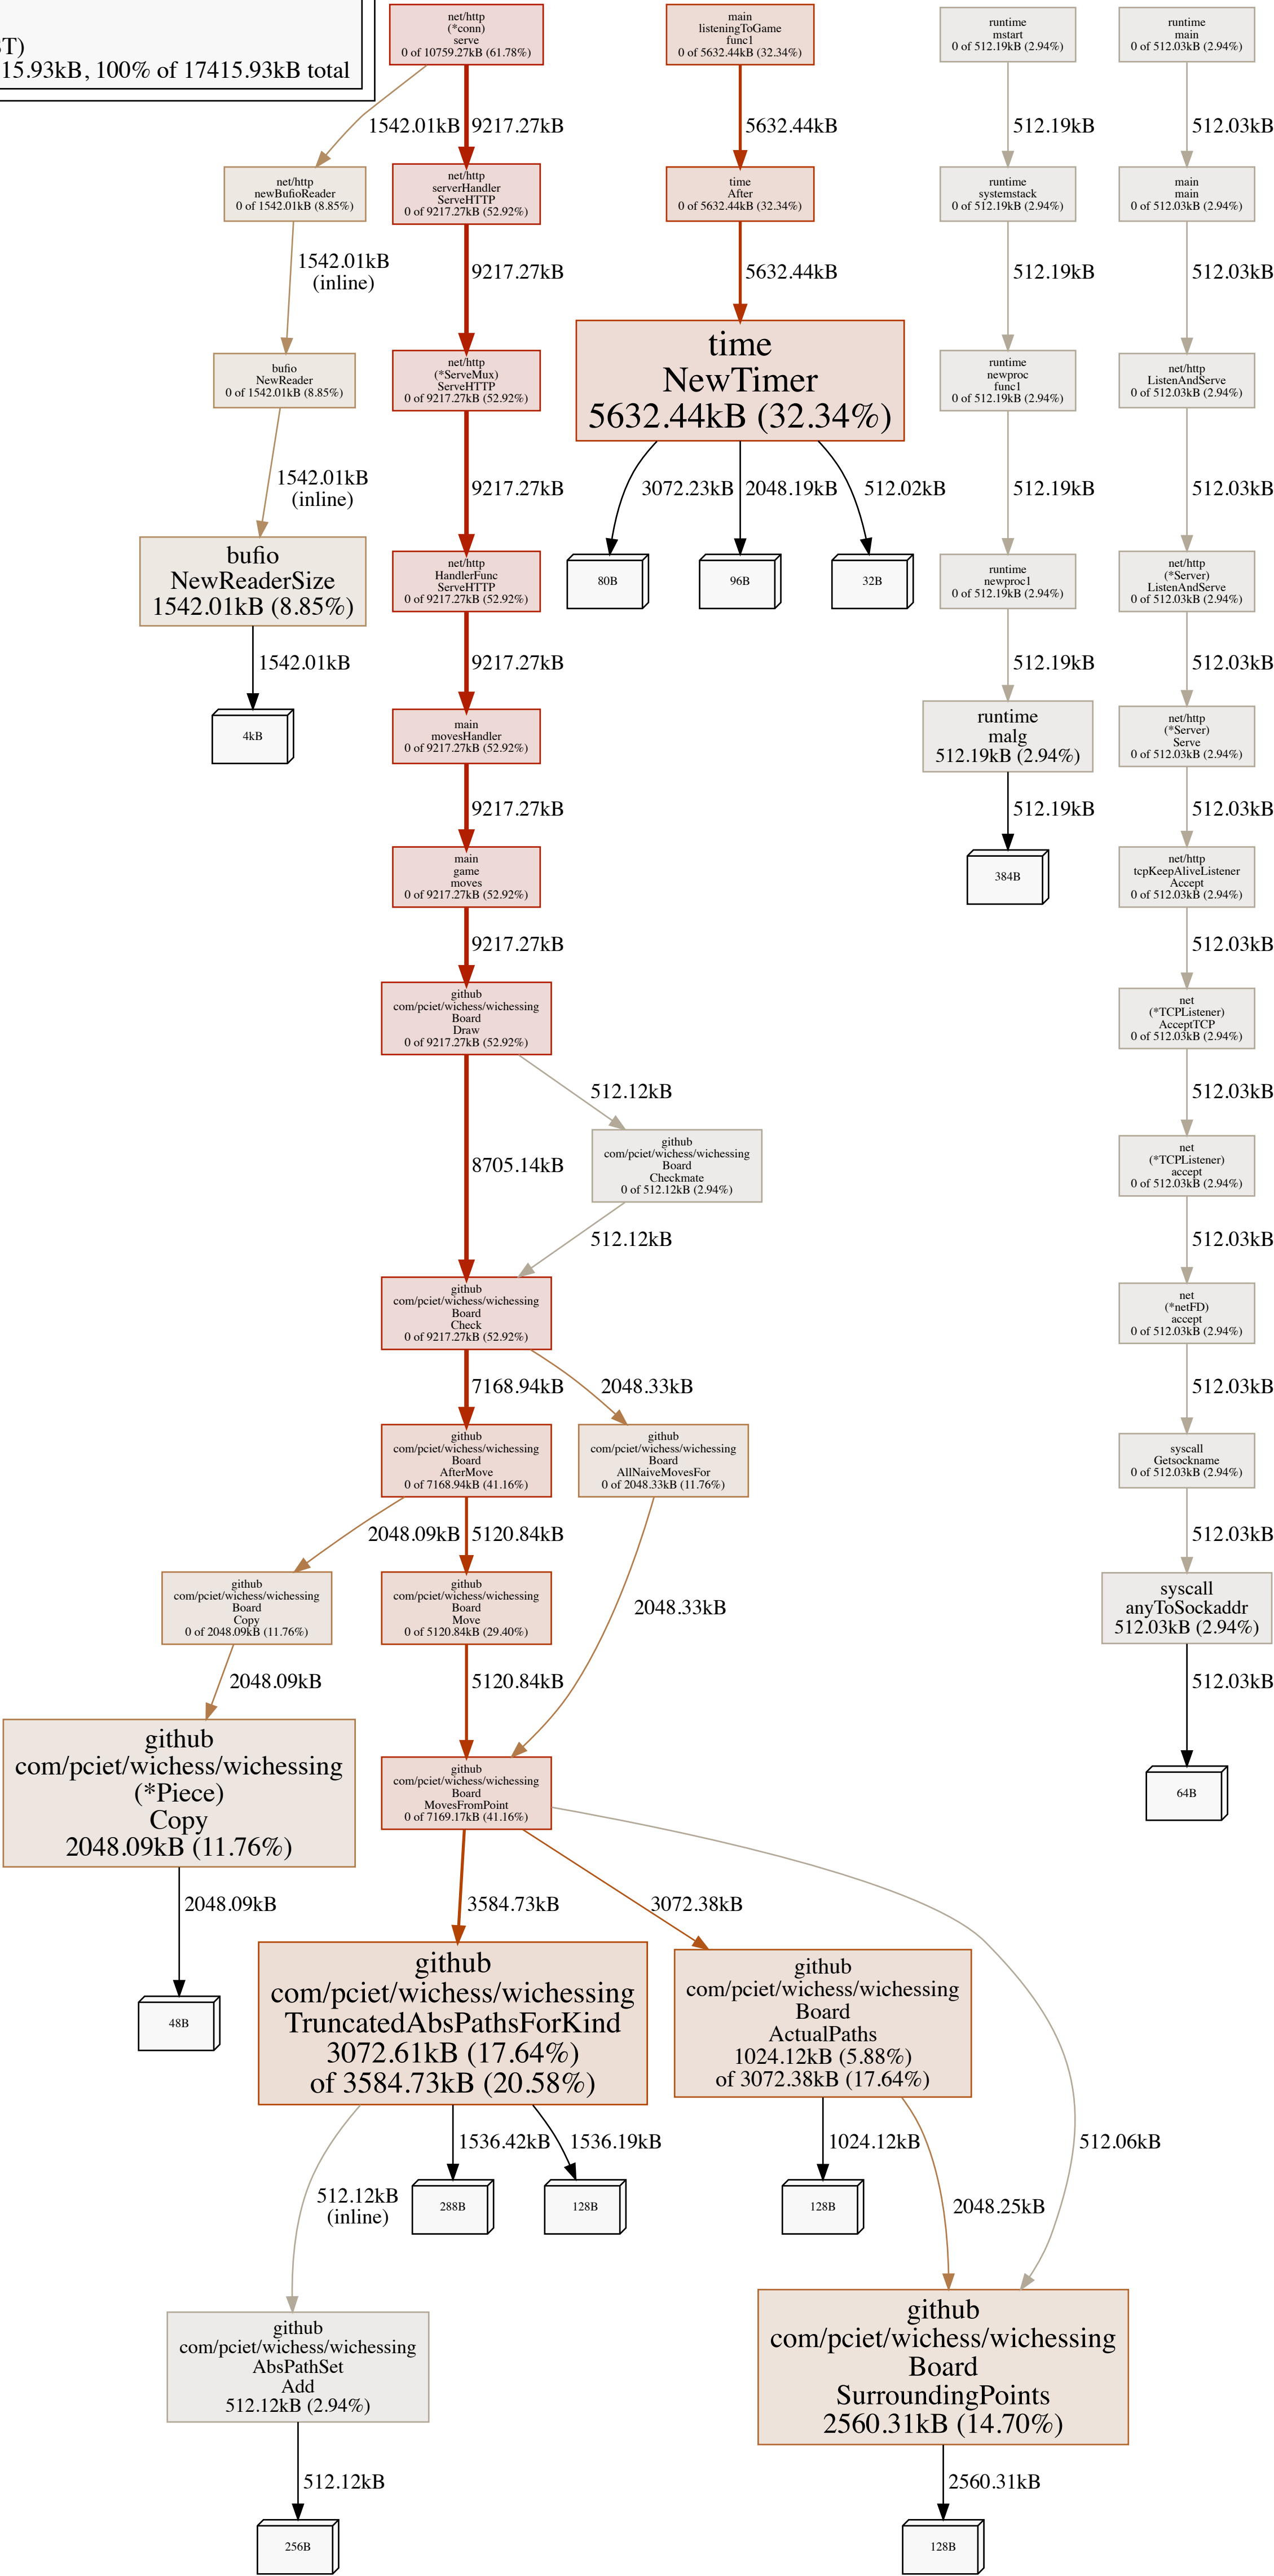 ST)
15.93kB, 100% of 17415.93kB total
net/http
(*conn)
serve
0 of 10759.27kB (61.78%)
main
listeningToGame
func1
0 of 5632.44kB (32.34%)
runtime
mstart
0 of 512.19kB (2.94%)
runtime
main
0 of 512.03kB (2.94%)
1542.01kB
9217.27kB
5632.44kB
512.19kB
512.03kB
net/http
newBufioReader
0 of 1542.01kB (8.85%)
net/http
serverHandler
ServeHTTP
0 of 9217.27kB (52.92%)
time
After
0 of 5632.44kB (32.34%)
runtime
systemstack
0 of 512.19kB (2.94%)
main
main
0 of 512.03kB (2.94%)
1542.01kB
(inline)
9217.27kB
5632.44kB
512.19kB
512.03kB
bufio
NewReader
0 of 1542.01kB (8.85%)
net/http
(*ServeMux)
ServeHTTP
0 of 9217.27kB (52.92%)
time
NewTimer
5632.44kB (32.34%)
runtime
newproc
func1
0 of 512.19kB (2.94%)
net/http
ListenAndServe
0 of 512.03kB (2.94%)
1542.01kB
(inline)
9217.27kB
3072.23kB
2048.19kB
512.02kB
512.19kB
512.03kB
bufio
NewReaderSize
1542.01kB (8.85%)
net/http
HandlerFunc
ServeHTTP
0 of 9217.27kB (52.92%)
80B
96B
32B
runtime
newproc1
0 of 512.19kB (2.94%)
net/http
(*Server)
ListenAndServe
0 of 512.03kB (2.94%)
1542.01kB
9217.27kB
512.19kB
512.03kB
4kB
main
movesHandler
0 of 9217.27kB (52.92%)
runtime
malg
512.19kB (2.94%)
net/http
(*Server)
Serve
0 of 512.03kB (2.94%)
9217.27kB
512.19kB
512.03kB
main
game
moves
0 of 9217.27kB (52.92%)
384B
net/http
tcpKeepAliveListener
Accept
0 of 512.03kB (2.94%)
9217.27kB
512.03kB
github
com/pciet/wichess/wichessing
Board
Draw
0 of 9217.27kB (52.92%)
net
(*TCPListener)
AcceptTCP
0 of 512.03kB (2.94%)
512.12kB
512.03kB
8705.14kB
github
com/pciet/wichess/wichessing
Board
Checkmate
0 of 512.12kB (2.94%)
net
(*TCPListener)
accept
0 of 512.03kB (2.94%)
512.12kB
512.03kB
github
com/pciet/wichess/wichessing
Board
Check
0 of 9217.27kB (52.92%)
net
(*netFD)
accept
0 of 512.03kB (2.94%)
7168.94kB
2048.33kB
512.03kB
github
com/pciet/wichess/wichessing
Board
AfterMove
0 of 7168.94kB (41.16%)
github
com/pciet/wichess/wichessing
Board
AllNaiveMovesFor
0 of 2048.33kB (11.76%)
syscall
Getsockname
0 of 512.03kB (2.94%)
2048.09kB
5120.84kB
512.03kB
github
com/pciet/wichess/wichessing
Board
Copy
0 of 2048.09kB (11.76%)
github
com/pciet/wichess/wichessing
Board
Move
0 of 5120.84kB (29.40%)
2048.33kB
syscall
anyToSockaddr
512.03kB (2.94%)
2048.09kB
5120.84kB
512.03kB
github
com/pciet/wichess/wichessing
(*Piece)
Copy
2048.09kB (11.76%)
github
com/pciet/wichess/wichessing
Board
MovesFromPoint
0 of 7169.17kB (41.16%)
64B
2048.09kB
3584.73kB
3072.38kB
48B
github
com/pciet/wichess/wichessing
TruncatedAbsPathsForKind
3072.61kB (17.64%)
of 3584.73kB (20.58%)
github
com/pciet/wichess/wichessing
Board
ActualPaths
1024.12kB (5.88%)
of 3072.38kB (17.64%)
512.12kB
(inline)
1536.42kB
1536.19kB
1024.12kB
512.06kB
288B
128B
128B
2048.25kB
github
com/pciet/wichess/wichessing
AbsPathSet
Add
512.12kB (2.94%)
github
com/pciet/wichess/wichessing
Board
SurroundingPoints
2560.31kB (14.70%)
512.12kB
2560.31kB
256B
128B